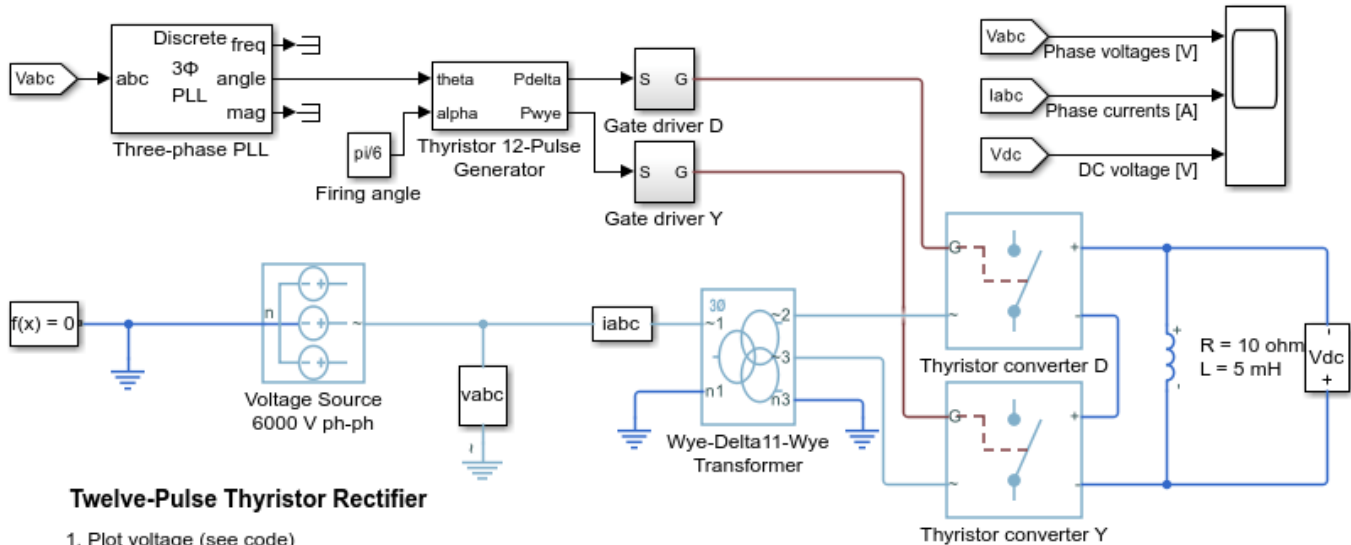 Vabc
Discrete
3Φ
PLL
abc
freq
angle
mag
Three-phase PLL
theta
alpha
Pdelta
Pwye
Thyristor 12-Pulse
Generator
pi/6
Firing angle
S G
Gate driver D
S G
Gate driver Y
Vabc
Phase voltages [V]
Iabc
Phase currents [A]
Vdc
DC voltage [V]
f(x) = 0
n
~
Voltage Source
6000 V ph-ph
vabc
~
iabc
3Ø
~1
~2
~3
n1
n3
Wye-Delta11-Wye
Transformer
G
+
~
-
Thyristor converter D
G
+
~
-
Thyristor converter Y
+
-
R = 10 ohm
L = 5 mH
-
Vdc
+
Twelve-Pulse Thyristor Rectifier
1. Plot voltage (see code)